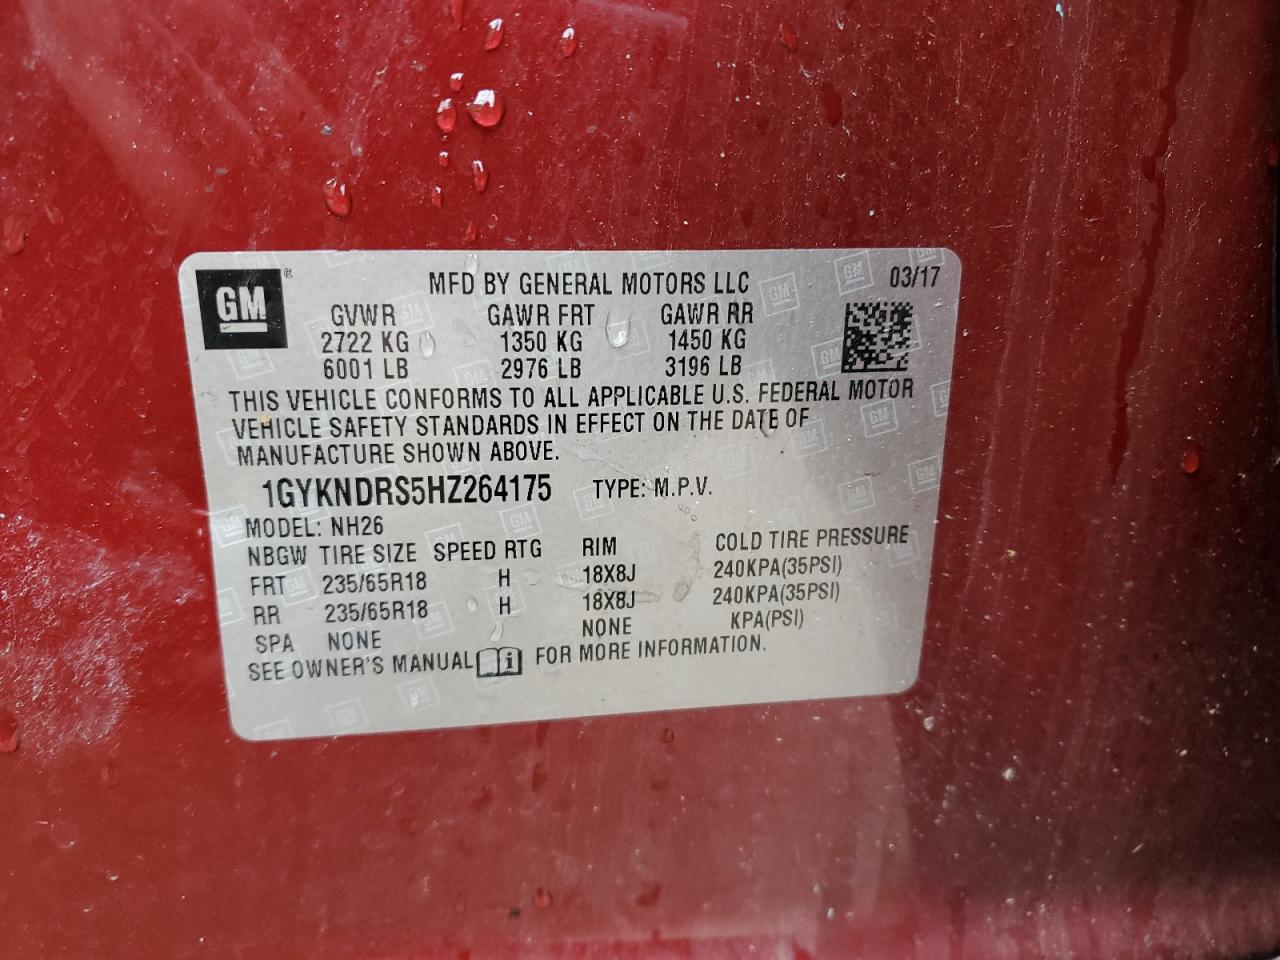 GM ®
MFD BY GENERAL MOTORS LLC 03/17
GVWR GAWR FRT GAWR RR
2722 KG 1350 KG 1450 KG
6001 LB 2976 LB 3196 LB
THIS VEHICLE CONFORMS TO ALL APPLICABLE U.S. FEDERAL MOTOR
VEHICLE SAFETY STANDARDS IN EFFECT ON THE DATE OF
MANUFACTURE SHOWN ABOVE.
1GYKNDRS5HZ264175 TYPE: M.P.V.
MODEL: NH26
NBGW TIRE SIZE SPEED RTG RIM COLD TIRE PRESSURE
FRT 235/65R18 H 18X8J 240KPA(35PSI)
RR 235/65R18 H 18X8J 240KPA(35PSI)
SPA NONE NONE KPA(PSI)
SEE OWNER'S MANUAL i FOR MORE INFORMATION.